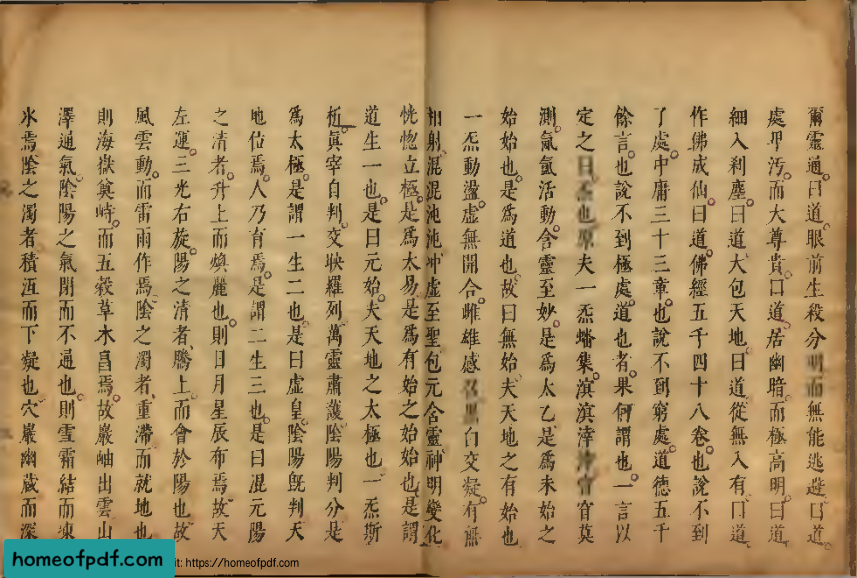 爾靈通曰道眼前生殺分明而無能逃避曰道
處卑污而大尊貴曰道居幽暗而極高明曰道
細入刹塵曰道大包天地曰道從無入有曰道
作佛成仙曰道佛經五千四十八卷也說不到
了處中庸三十三章也說不到窮處道德五千
餘言也說不到極處道也者果何謂也一言以
定之曰炁也原夫一炁蟠集溟溟涬涬窅窅莫
測氤氳活動含靈至妙是爲太乙是爲未始之
始始也是爲道也故曰無始夫天地之有始也
一炁動盪虛無開合雌雄感召黑白交凝有無
相射混混沌沌沖虛至聖包元含靈神明變化
恍惚立極是爲太易是爲有始之始始也是謂
道生一也是曰元始夫天地之太極也一炁斯
析眞宰自判交映羅列萬靈肅護陰陽判分是
爲太極是謂一生二也是曰虛皇陰陽旣判天
地位焉人乃育焉是謂二生三也是曰混元陽
之清者升上而煥麗也則日月星辰布焉故天
左運三光右旋陽之清者騰上而會於陽也故
風雲動而雷雨作焉陰之濁者重滯而就地也
則海嶽奠峙而五穀草木昌焉故巖岫出雲山
澤通氣陰陽之氣閉而不通也則雪霜結而凍
氷焉陰之濁者積沍而下凝也穴巖幽藏而深
homeofpdf.com
it: https://homeofpdf.com